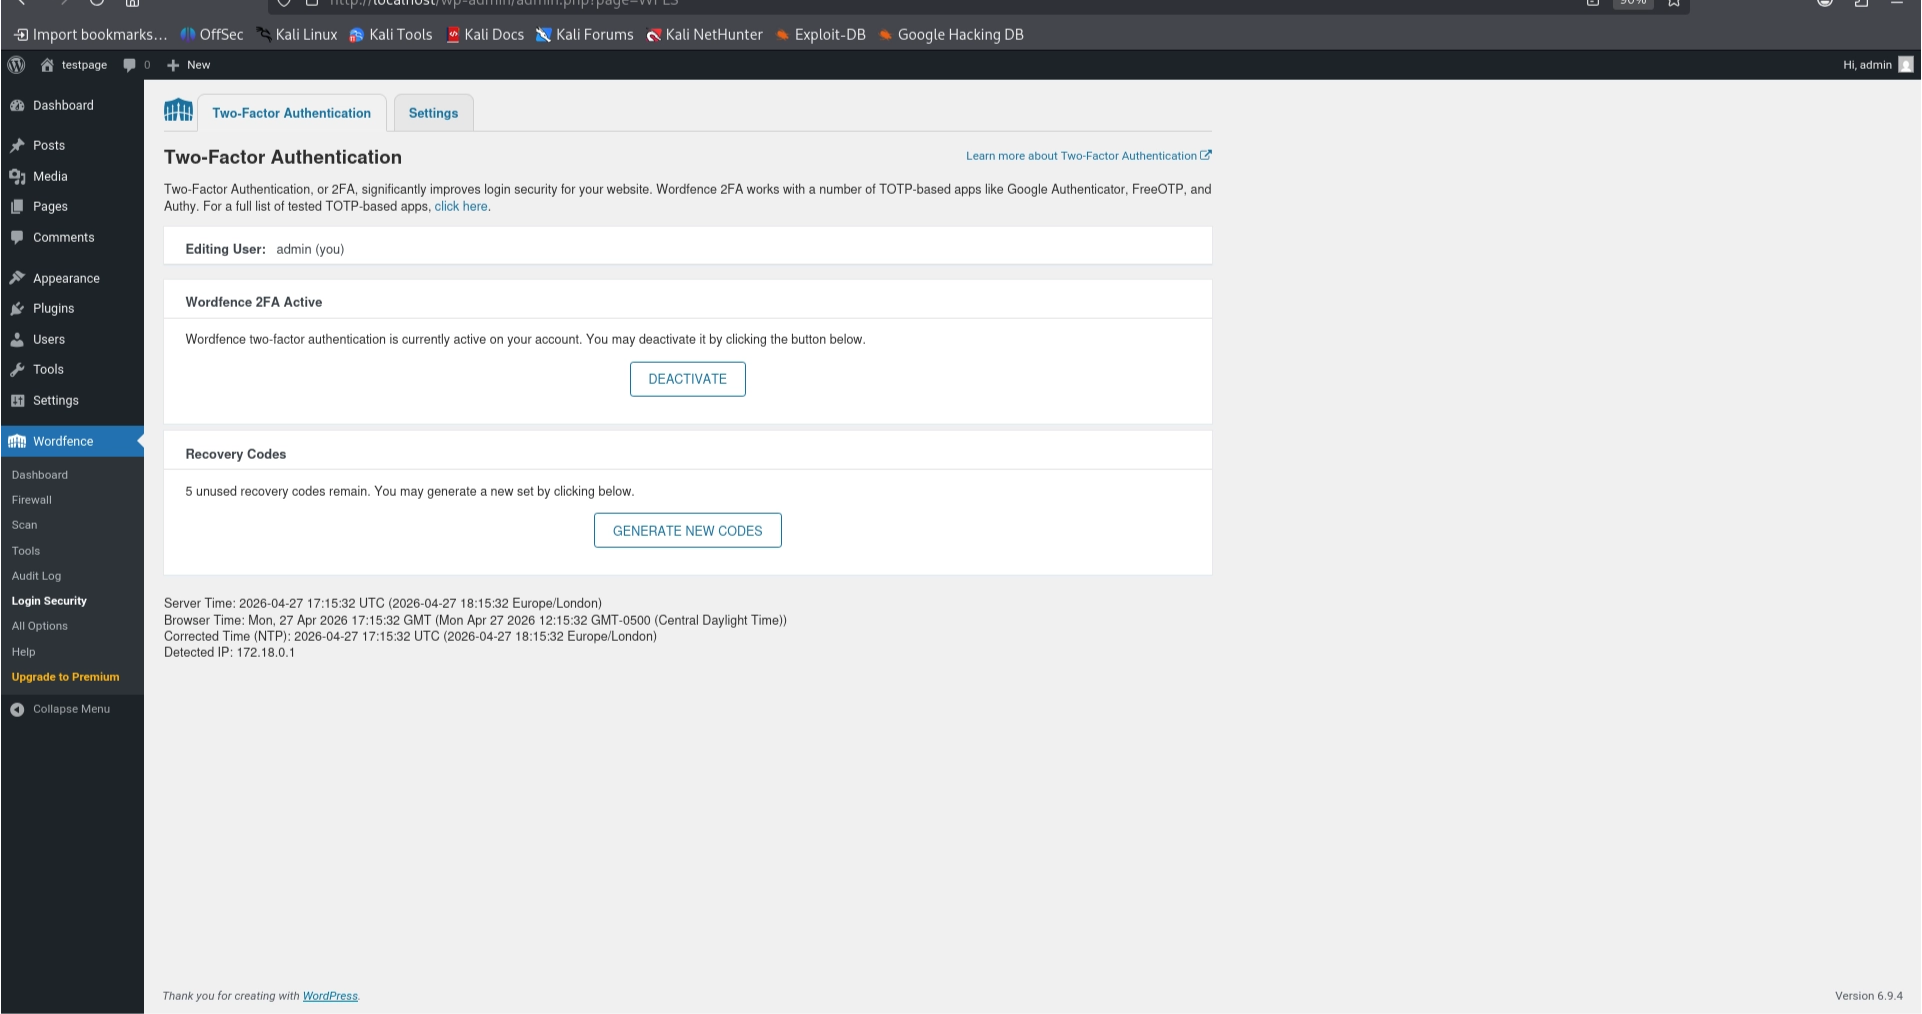 http://localhost/wp-admin/admin.php?page=WFLS
90%
Import bookmarks... OffSec Kali Linux Kali Tools Kali Docs Kali Forums Kali NetHunter Exploit-DB Google Hacking DB
testpage 0 New Hi, admin
Dashboard
Posts
Media
Pages
Comments
Appearance
Plugins
Users
Tools
Settings
Wordfence
Dashboard
Firewall
Scan
Tools
Audit Log
Login Security
All Options
Help
Upgrade to Premium
Collapse Menu
Two-Factor Authentication Settings
Two-Factor Authentication
Learn more about Two-Factor Authentication
Two-Factor Authentication, or 2FA, significantly improves login security for your website. Wordfence 2FA works with a number of TOTP-based apps like Google Authenticator, FreeOTP, and
Authy. For a full list of tested TOTP-based apps, click here.
Editing User: admin (you)
Wordfence 2FA Active
Wordfence two-factor authentication is currently active on your account. You may deactivate it by clicking the button below.
DEACTIVATE
Recovery Codes
5 unused recovery codes remain. You may generate a new set by clicking below.
GENERATE NEW CODES
Server Time: 2026-04-27 17:15:32 UTC (2026-04-27 18:15:32 Europe/London)
Browser Time: Mon, 27 Apr 2026 17:15:32 GMT (Mon Apr 27 2026 12:15:32 GMT-0500 (Central Daylight Time))
Corrected Time (NTP): 2026-04-27 17:15:32 UTC (2026-04-27 18:15:32 Europe/London)
Detected IP: 172.18.0.1
Thank you for creating with WordPress.
Version 6.9.4